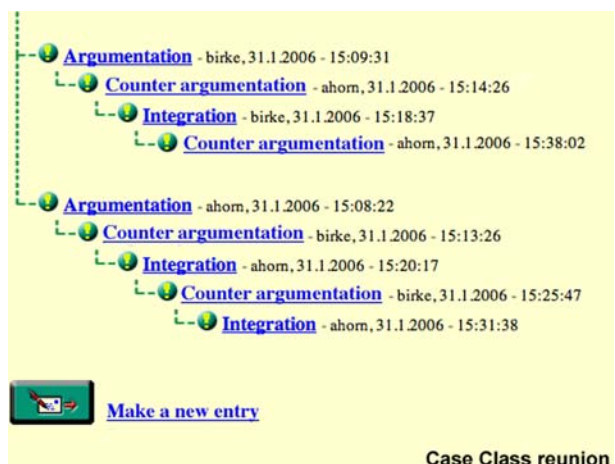 Argumentation - birke, 31.1.2006 - 15:09:31
Counter argumentation - ahorn, 31.1.2006 - 15:14:26
Integration - birke, 31.1.2006 - 15:18:37
Counter argumentation - ahorn, 31.1.2006 - 15:38:02
Argumentation - ahorn, 31.1.2006 - 15:08:22
Counter argumentation - birke, 31.1.2006 - 15:13:26
Integration - ahorn, 31.1.2006 - 15:20:17
Counter argumentation - birke, 31.1.2006 - 15:25:47
Integration - ahorn, 31.1.2006 - 15:31:38
Make a new entry
Case Class reunion